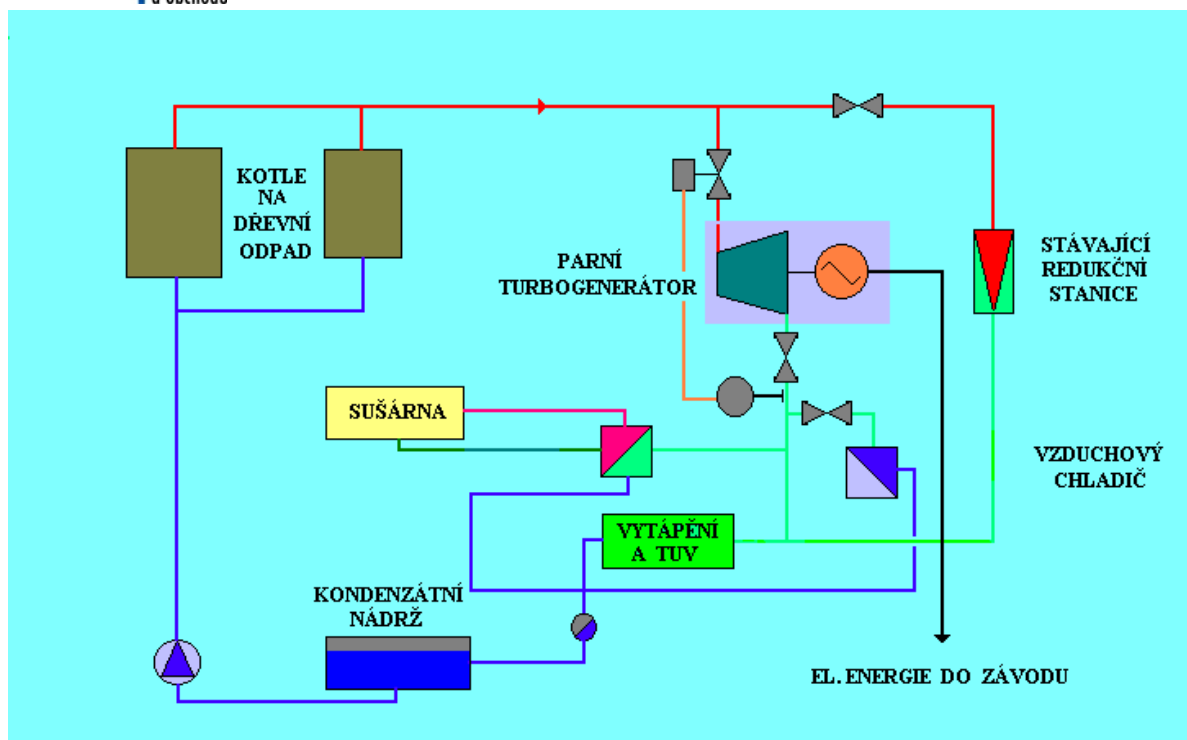 a obchodu
KOTLE
NA
DŘEVNÍ
ODPAD
PARNÍ
TURBOGENERÁTOR
STÁVAJÍCÍ
REDUKČNÍ
STANICE
SUŠÁRNA
VZDUCHOVÝ
CHLADIČ
VYTÁPĚNÍ
A TUV
KONDENZÁTNÍ
NÁDRŽ
EL.ENERGIE DO ZÁVODU